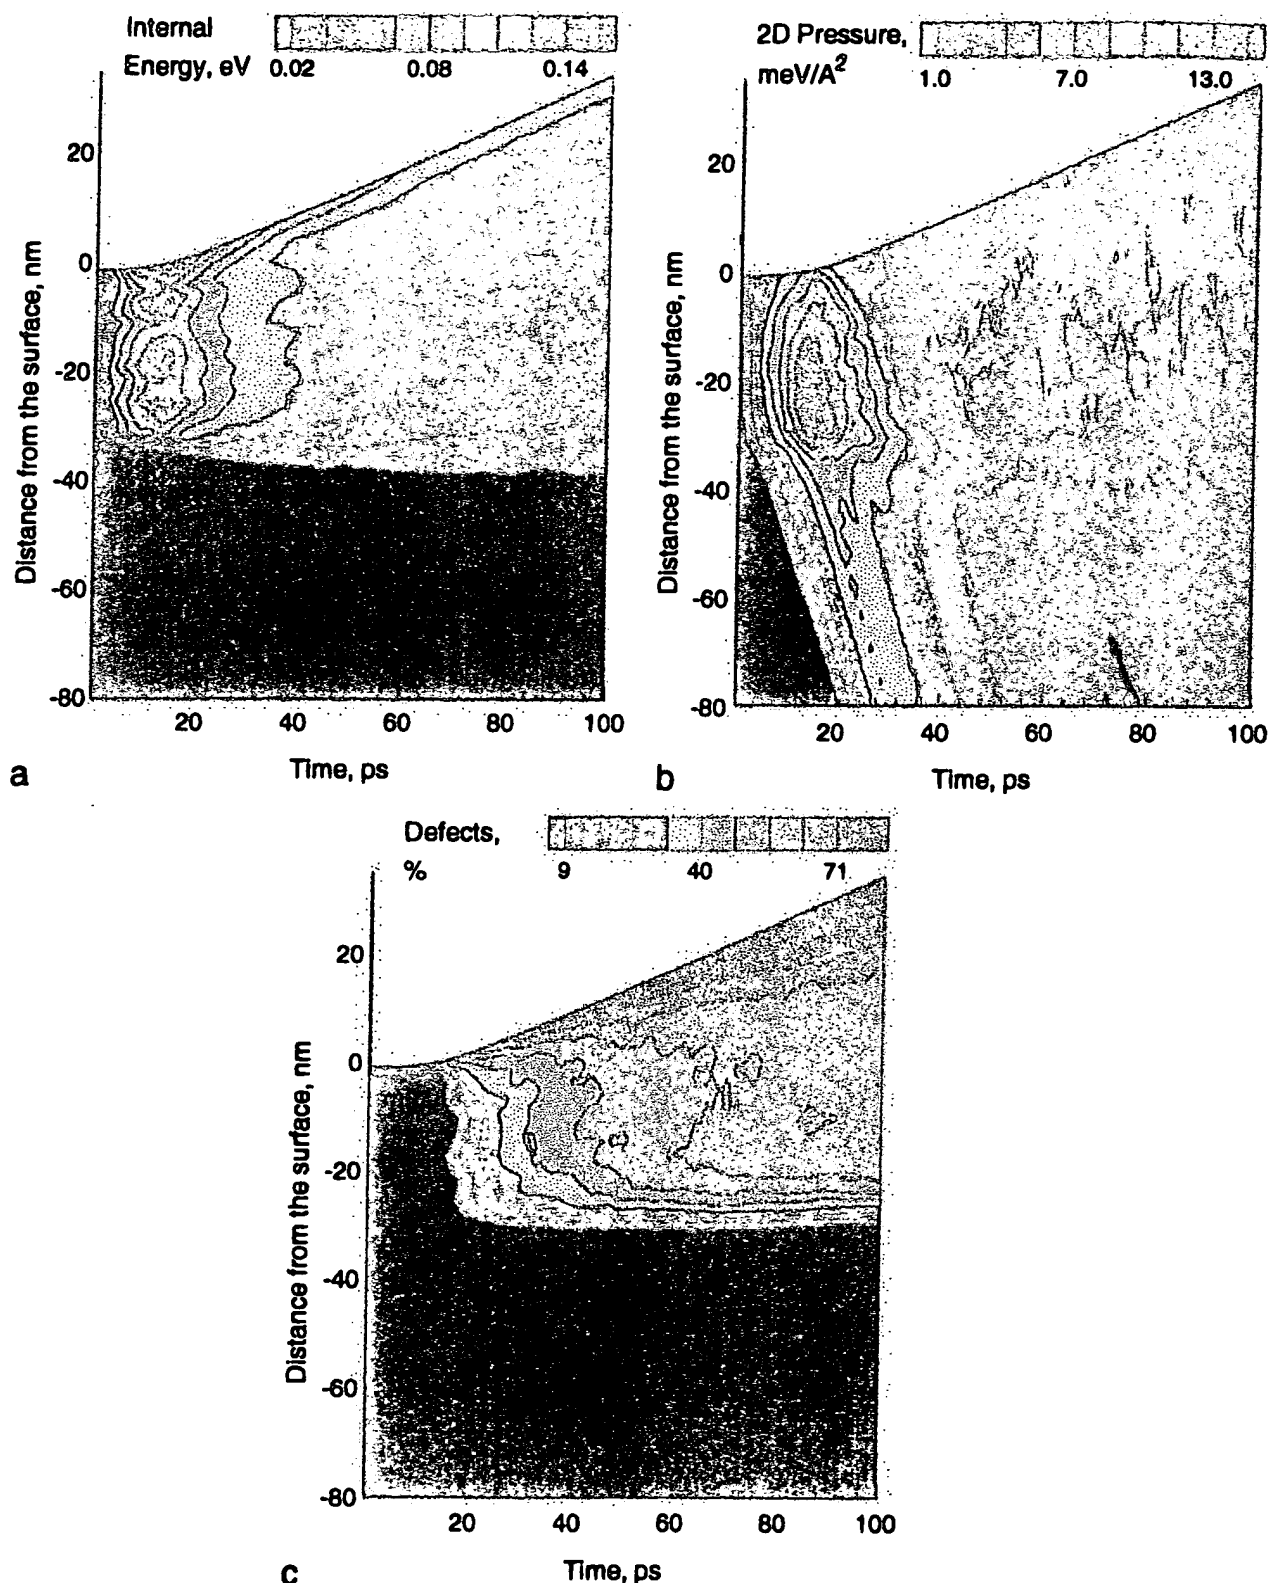 Internal
Energy, eV
0.02 0.08 0.14
20
0
-20
-40
-60
-80
Distance from the surface, nm
20 40 60 80 100
Time, ps
a
2D Pressure,
meV/A²
1.0 7.0 13.0
20
0
-20
-40
-60
-80
Distance from the surface, nm
20 40 60 80 100
Time, ps
b
Defects,
%
9 40 71
20
0
-20
-40
-60
-80
Distance from the surface, nm
20 40 60 80 100
Time, ps
c